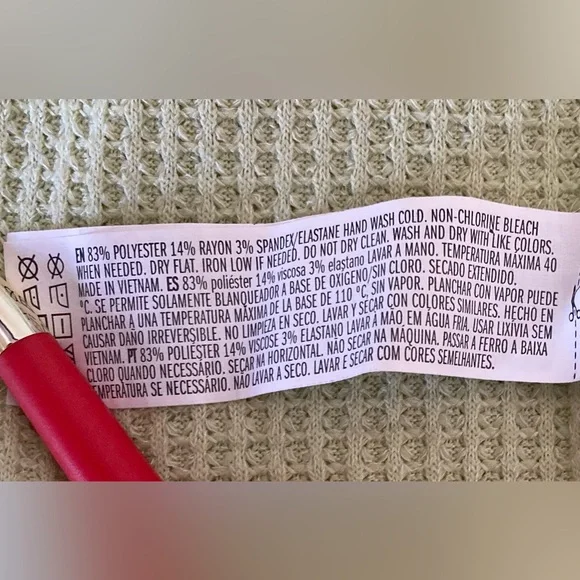 EN 83% POLYESTER 14% RAYON 3% SPANDEX/ELASTANE HAND WASH COLD. NON-CHLORINE BLEACH
WHEN NEEDED. DRY FLAT. IRON LOW IF NEEDED. DO NOT DRY CLEAN. WASH AND DRY WITH LIKE COLORS.
MADE IN VIETNAM. ES 83% poliéster 14% viscosa 3% elastano LAVAR A MANO. TEMPERATURA MÁXIMA 40
°C. SE PERMITE SOLAMENTE BLANQUEADOR A BASE DE OXÍGENO/SIN CLORO. SECADO EXTENDIDO.
PLANCHAR A UNA TEMPERATURA MÁXIMA DE LA BASE DE 110 °C, SIN VAPOR. PLANCHAR CON VAPOR PUEDE
CAUSAR DAÑO IRREVERSIBLE. NO LIMPIEZA EN SECO. LAVAR Y SECAR CON COLORES SIMILARES. HECHO EN
VIETNAM. PT 83% POLIÉSTER 14% VISCOSE 3% ELASTANO LAVAR À MÃO EM ÁGUA FRIA. USAR LIXÍVIA SEM
CLORO QUANDO NECESSÁRIO. SEÇAR NA HORIZONTAL. NÃO SECAR NA MÁQUINA. PASSAR A FERRO A BAIXA
TEMPERATURA SE NECESSÁRIO. NÃO LAVAR A SECO. LAVAR E SECAR COM CORES SEMELHANTES.